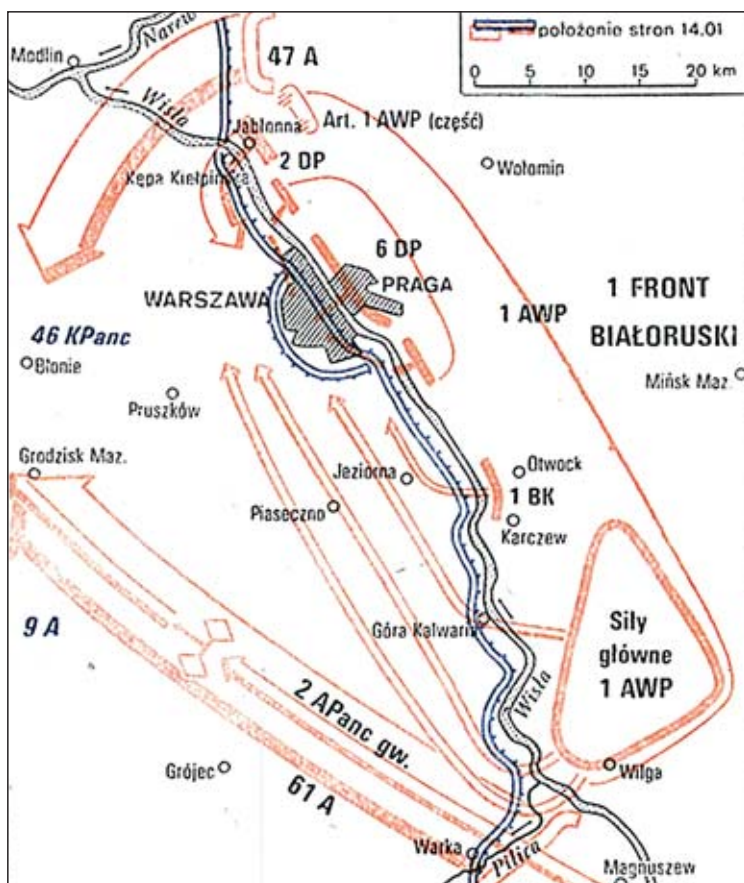 położenie stron 14.01
0 5 10 15 20 km
Narew
Modlin
47 A
Wisła
Art. 1 AWP (część)
Jabłonna
2 DP
Wołomin
Kępa Kiełpińska
6 DP
PRAGA
WARSZAWA
1 AWP
1 FRONT
BIAŁORUSKI
46 KPanc
Błonie
Mińsk Maz.
Pruszków
Grodzisk Maz.
Jeziorna
Otwock
1 BK
Piaseczno
Karczew
9 A
Góra Kalwaria
Siły
główne
1 AWP
Wisła
2 APanc gw.
Grójec
61 A
Wilga
Warka
Pilica
Magnuszew